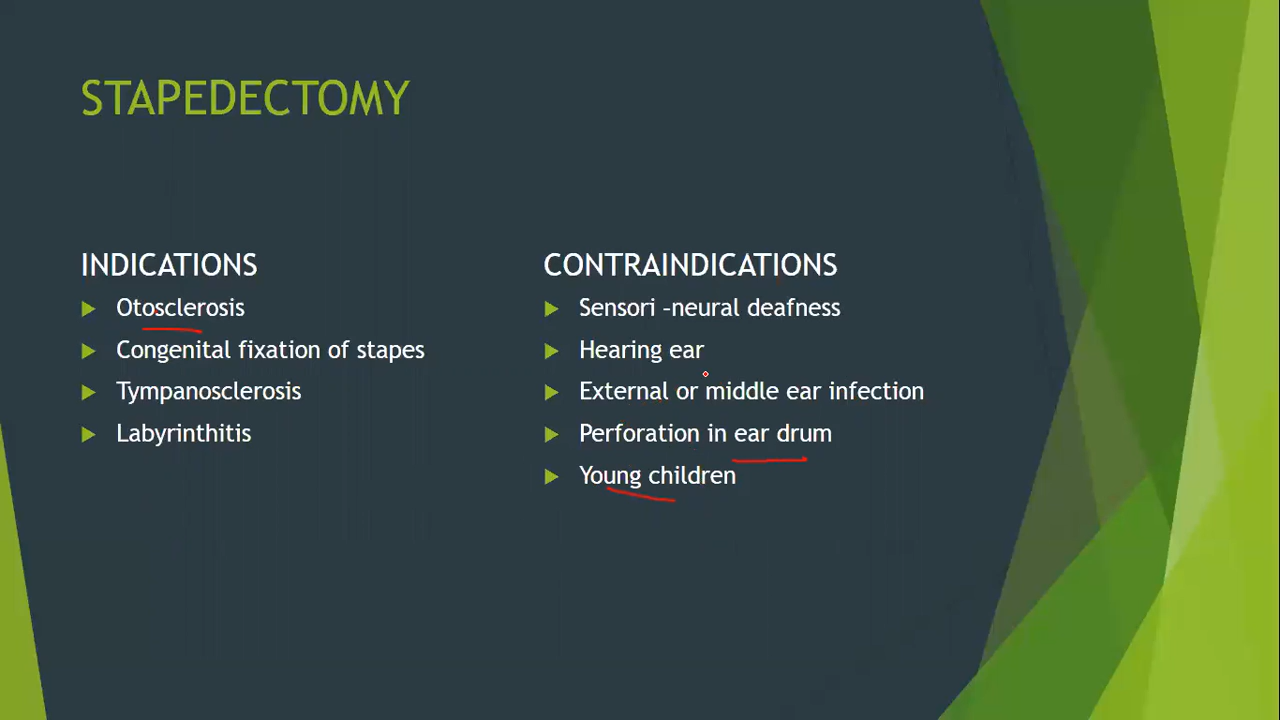 STAPEDECTOMY
INDICATIONS
Otosclerosis
Congenital fixation of stapes
Tympanosclerosis
Labyrinthitis
CONTRAINDICATIONS
Sensori –neural deafness
Hearing ear
External or middle ear infection
Perforation in ear drum
Young children